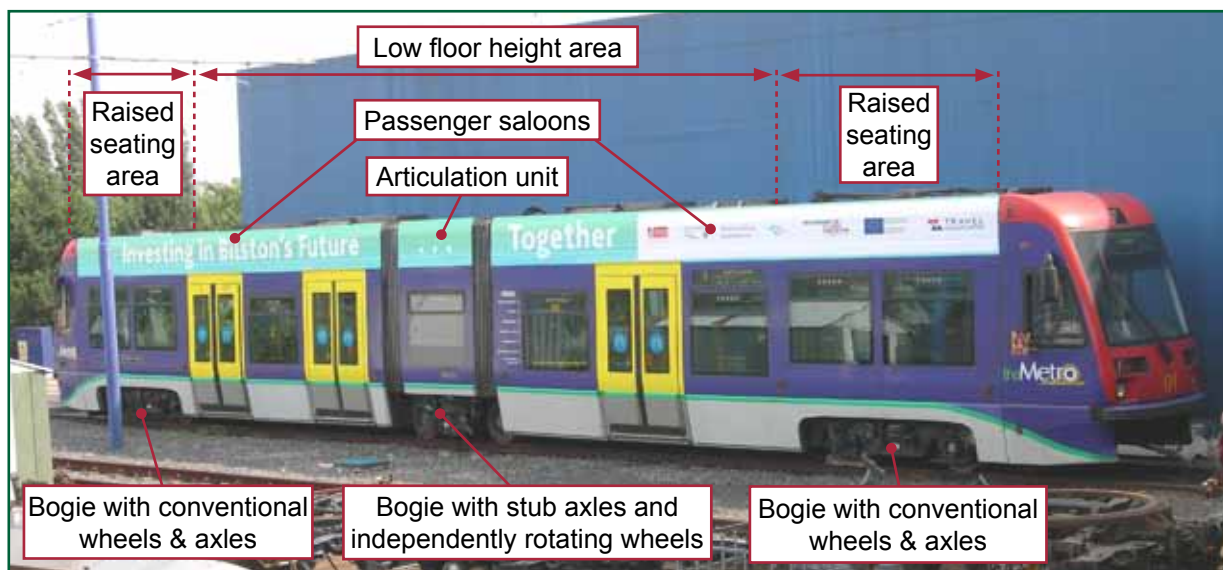 Low floor height area
Raised
seating
area
Passenger saloons
Raised
seating
area
Articulation unit
Investing in Bilston's Future
Together
TRAVEL
theMetro
01
Bogie with conventional
wheels & axles
Bogie with stub axles and
independently rotating wheels
Bogie with conventional
wheels & axles